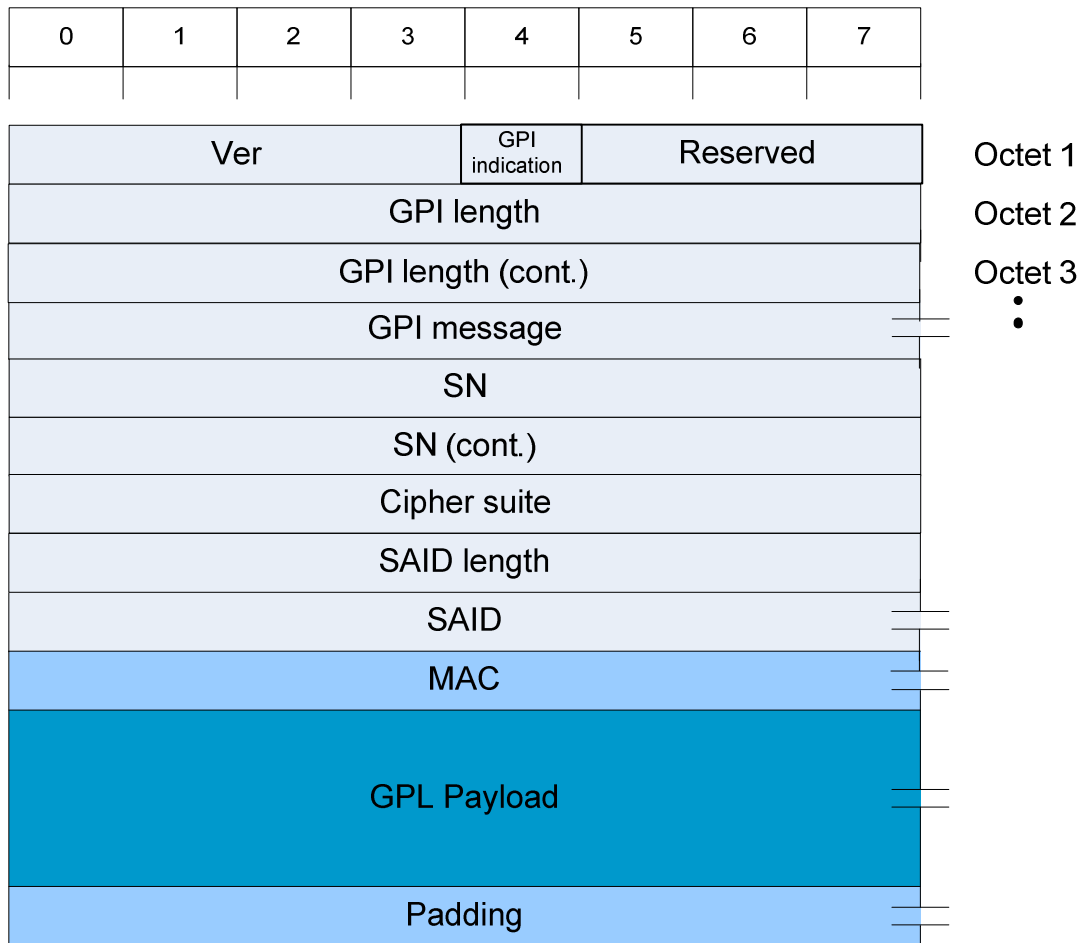 0 1 2 3 4 5 6 7
Ver GPI indication Reserved Octet 1
GPI length Octet 2
GPI length (cont.) Octet 3
GPI message
SN
SN (cont.)
Cipher suite
SAID length
SAID
MAC
GPL Payload
Padding